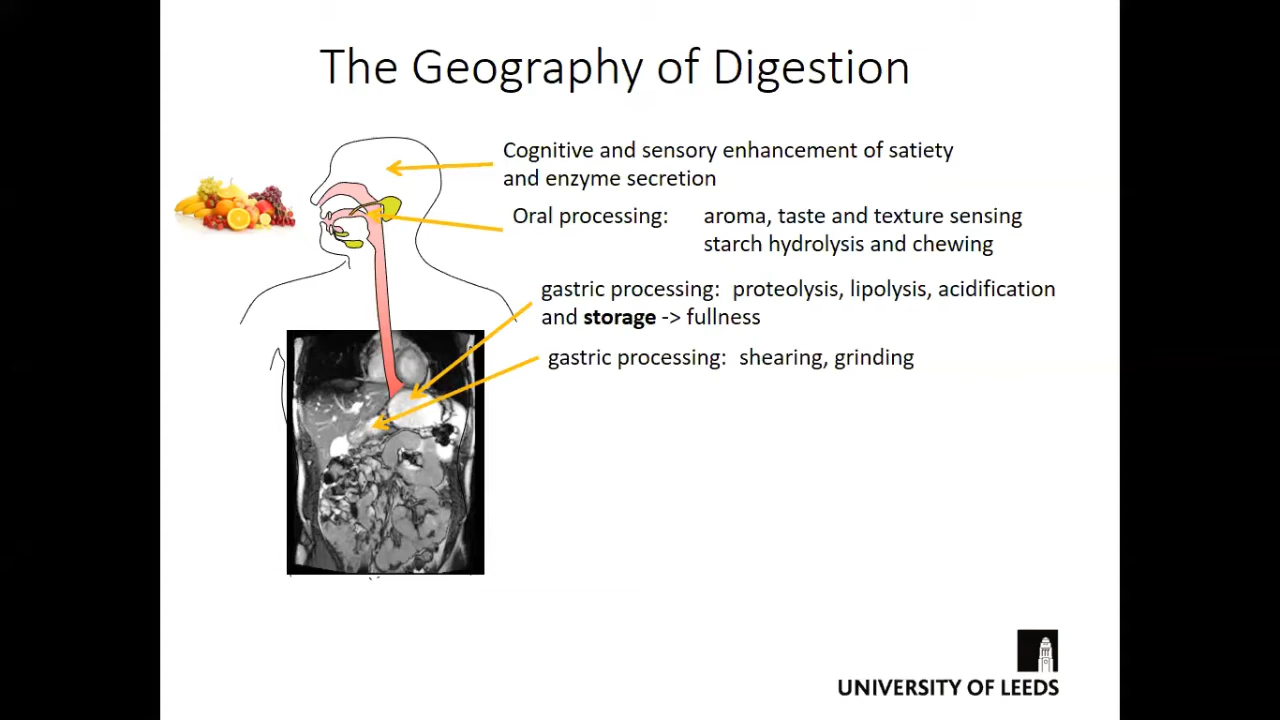 The Geography of Digestion
Cognitive and sensory enhancement of satiety
and enzyme secretion
Oral processing: aroma, taste and texture sensing
starch hydrolysis and chewing
gastric processing: proteolysis, lipolysis, acidification
and storage -> fullness
gastric processing: shearing, grinding
UNIVERSITY OF LEEDS